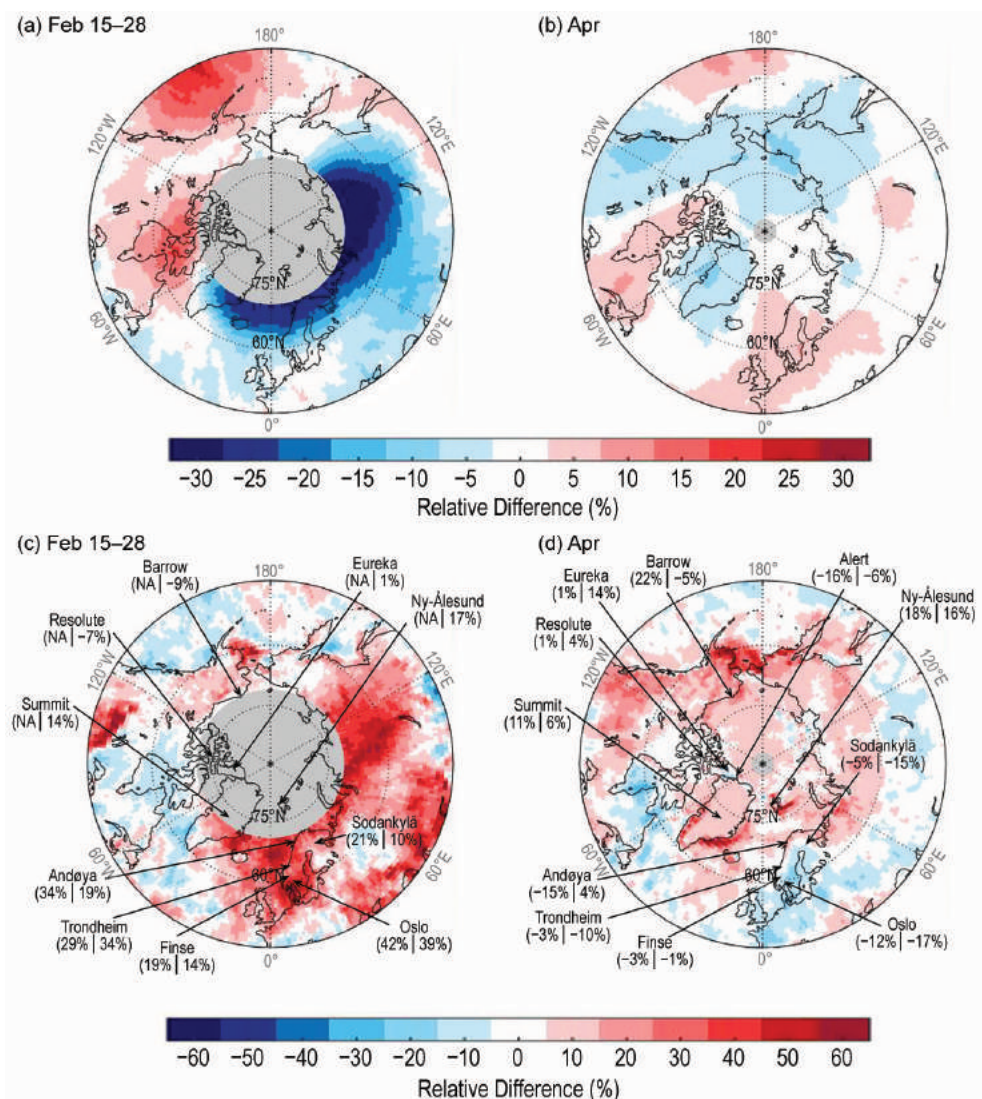 (a) Feb 15–28
(b) Apr
180°
180°
120°W
120°E
120°W
120°E
75°N
75°N
60°W
60°N
60°E
60°W
60°N
60°E
0°
0°
−30 −25 −20 −15 −10 −5 0 5 10 15 20 25 30
Relative Difference (%)
(c) Feb 15–28
(d) Apr
Barrow
(NA | −9%)
Eureka
(NA | 1%)
180°
Resolute
(NA | −7%)
Ny-Ålesund
(NA | 17%)
120°W
120°E
Summit
(NA | 14%)
75°N
Sodankylä
(21% | 10%)
60°W
60°N
60°E
Andøya
(34% | 19%)
Trondheim
(29% | 34%)
Finse
(19% | 14%)
Oslo
(42% | 39%)
0°
Eureka
(1% | 14%)
Barrow
(22% | −5%)
180°
Alert
(−16% | −6%)
Resolute
(1% | 4%)
Ny-Ålesund
(18% | 16%)
120°W
120°E
Summit
(11% | 6%)
Sodankylä
(−5% | −15%)
75°N
60°W
60°N
60°E
Andøya
(−15% | 4%)
Trondheim
(−3% | −10%)
Finse
(−3% | −1%)
Oslo
(−12% | −17%)
0°
−60 −50 −40 −30 −20 −10 0 10 20 30 40 50 60
Relative Difference (%)